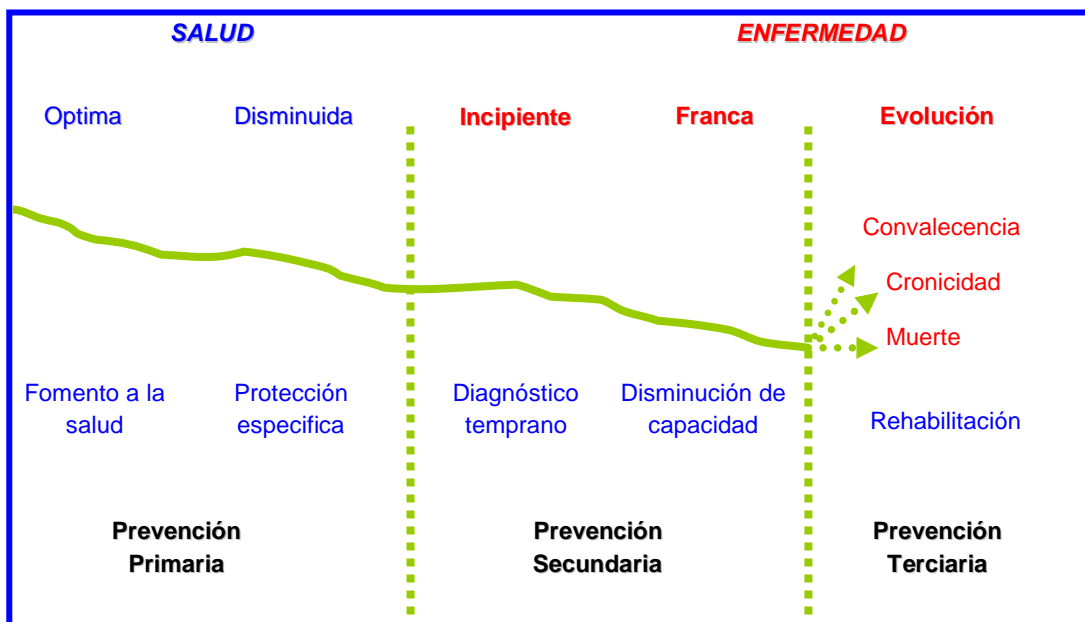 SALUD
ENFERMEDAD
Optima
Disminuida
Incipiente
Franca
Evolución
Convalecencia
Cronicidad
Muerte
Fomento a la
salud
Protección
especifica
Diagnóstico
temprano
Disminución de
capacidad
Rehabilitación
Prevención
Primaria
Prevención
Secundaria
Prevención
Terciaria